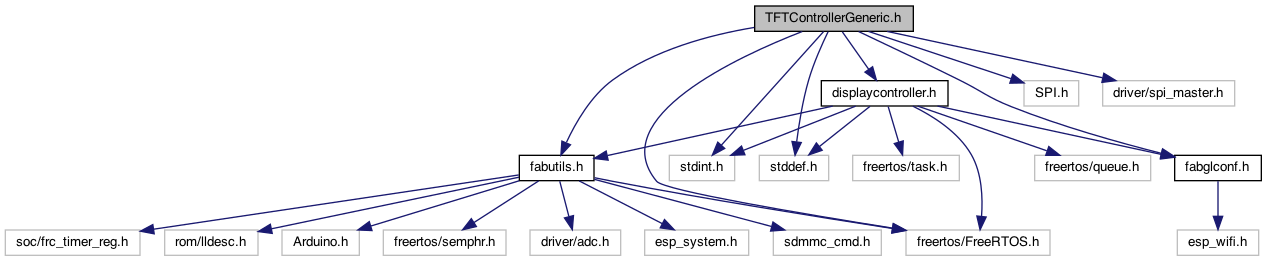 TFTControllerGeneric.h
displaycontroller.h
SPI.h
driver/spi_master.h
fabutils.h
stdint.h
stddef.h
freertos/task.h
freertos/queue.h
fabglconf.h
soc/frc_timer_reg.h
rom/lldesc.h
Arduino.h
freertos/semphr.h
driver/adc.h
esp_system.h
sdmmc_cmd.h
freertos/FreeRTOS.h
esp_wifi.h